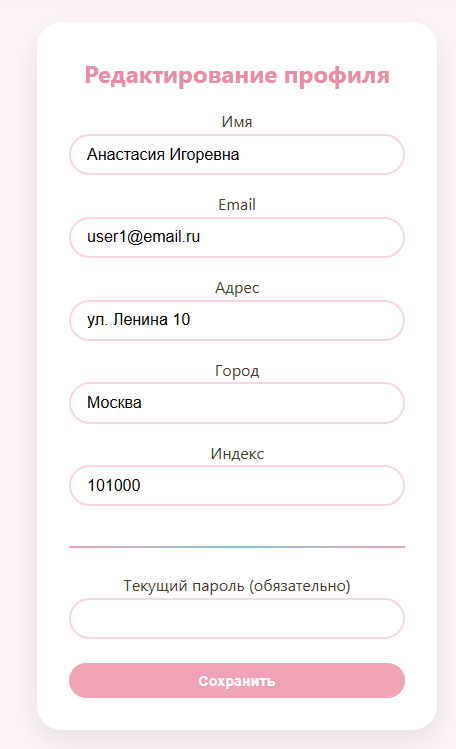 Редактирование профиля
Имя
Анастасия Игоревна
Email
user1@email.ru
Адрес
ул. Ленина 10
Город
Москва
Индекс
101000
Текущий пароль (обязательно)
Сохранить